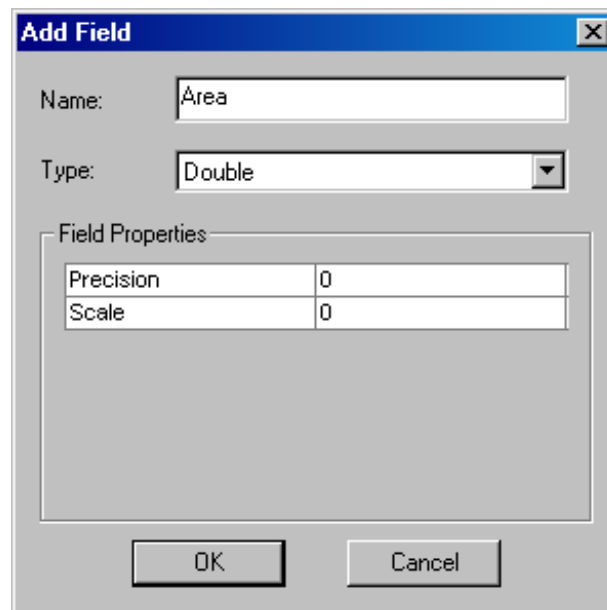 Add Field
Name: Area
Type: Double
Field Properties
Precision 0
Scale 0
OK Cancel